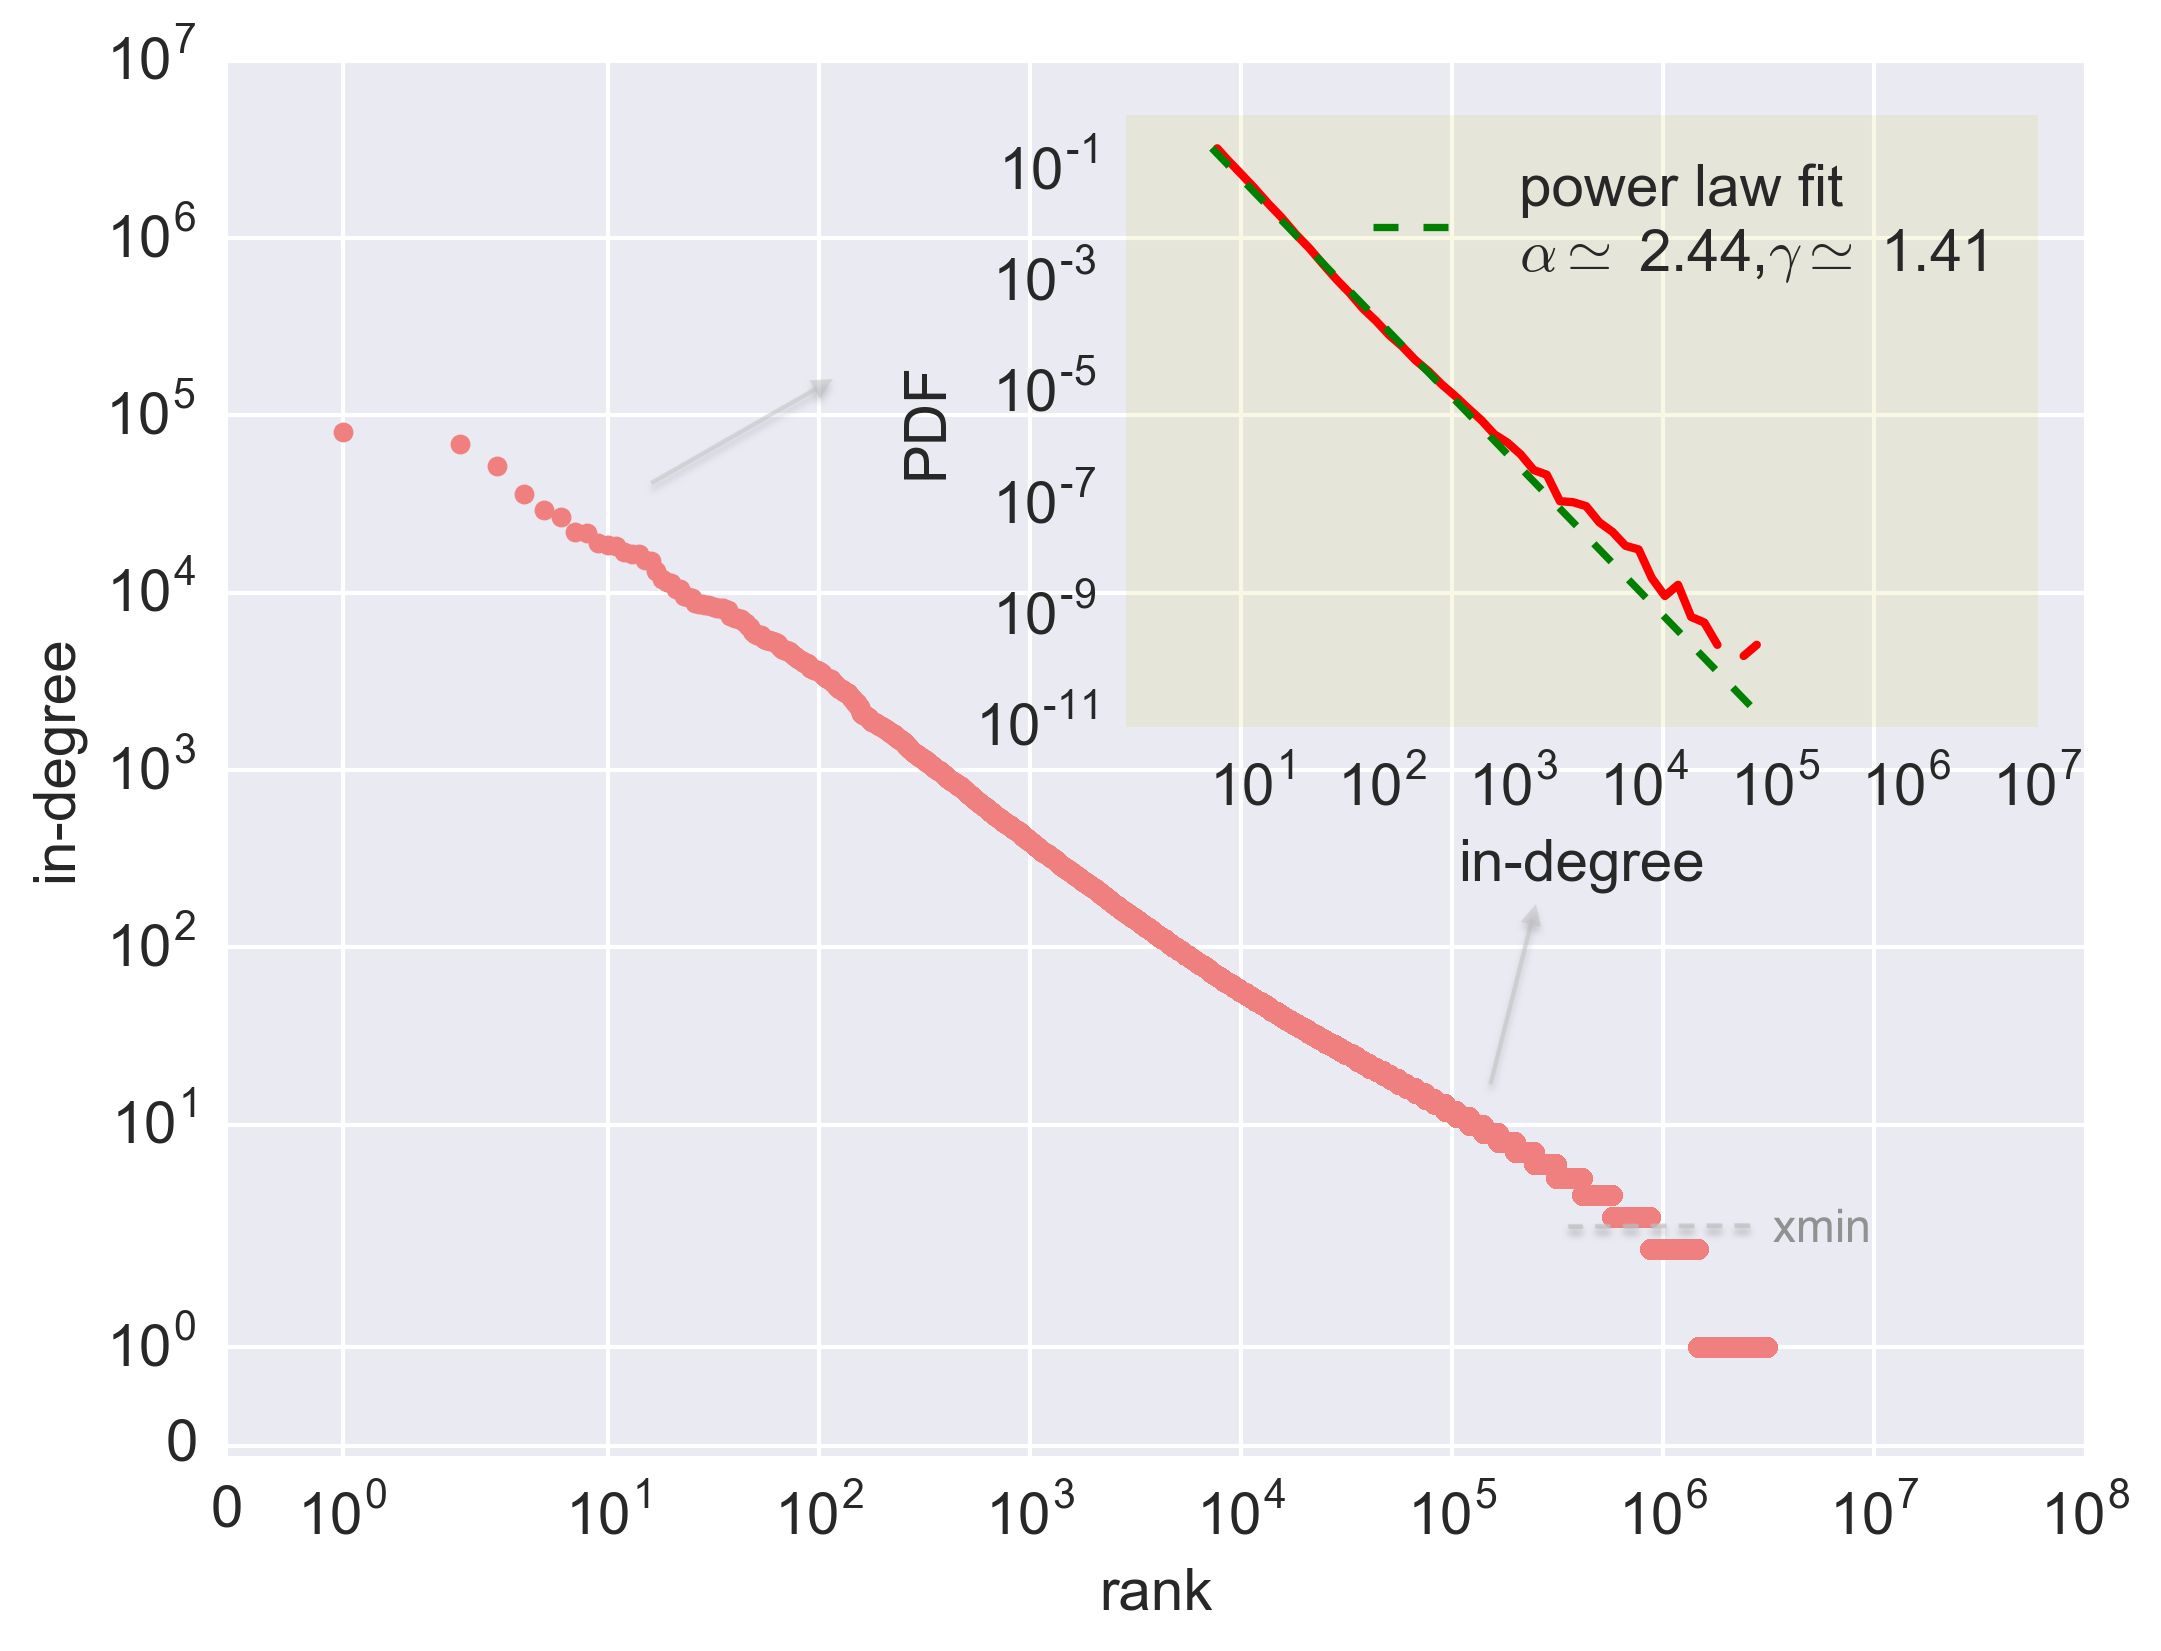 10^7
10^6
10^5
10^4
10^3
10^2
10^1
10^0
0
in-degree
0 10^0 10^1 10^2 10^3 10^4 10^5 10^6 10^7 10^8
rank
10^-1
10^-3
10^-5
10^-7
10^-9
10^-11
PDF
power law fit
α ≃ 2.44,γ ≃ 1.41
10^1 10^2 10^3 10^4 10^5 10^6 10^7
in-degree
xmin